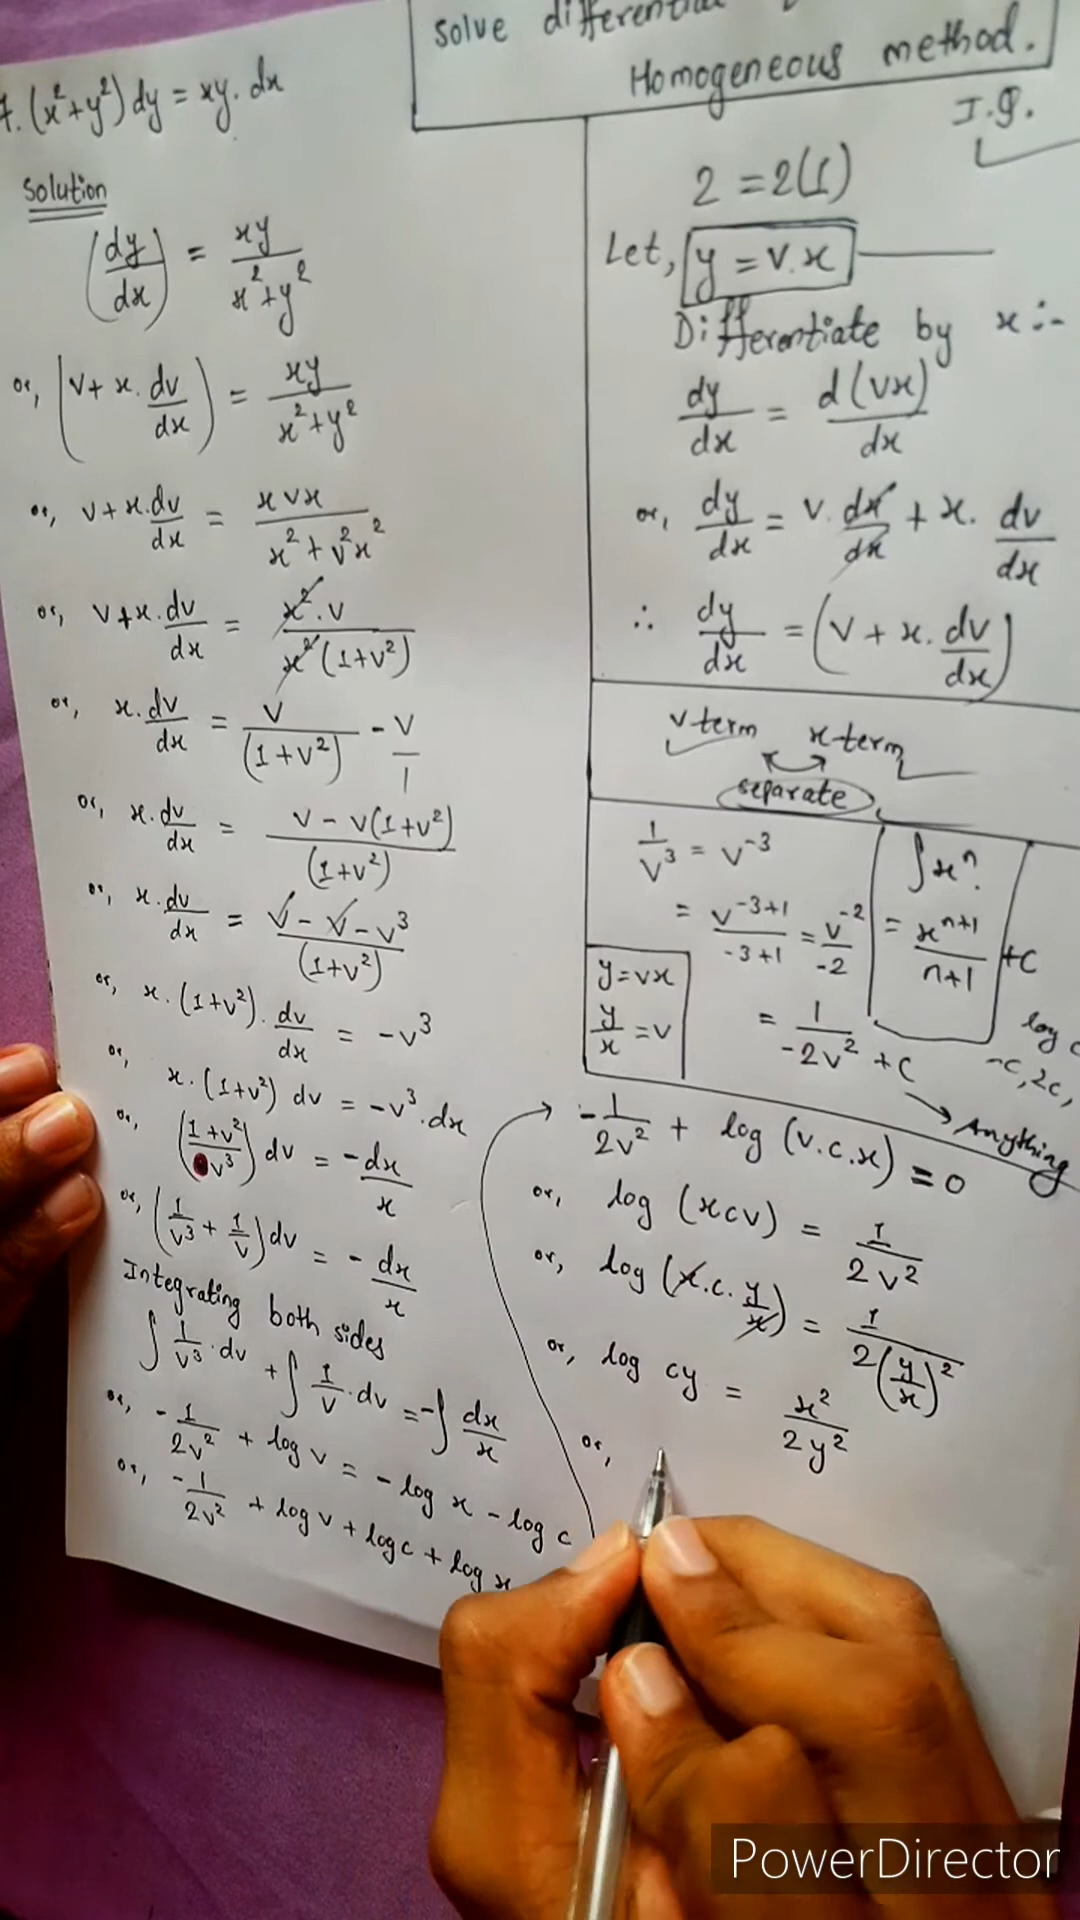 solve differential
Homogeneous method.
I.g.
7. (x²+y²) dy = xy. dx
Solution
(dy/dx) = xy/x²+y²
or, (v + x. dv/dx) = xy/x²+y²
or, v + x. dv/dx = x v x/x² + v²x²
or, v + x. dv/dx = x². v/x² (1+v²)
or, x. dv/dx = v/(1+v²) - v/1
or, x. dv/dx = v - v(1+v²)/(1+v²)
or, x. dv/dx = v - v - v³/(1+v²)
or, x. (1+v²). dv/dx = -v³
or, x. (1+v²) dv = -v³. dx
or, (1+v²/v³) dv = -dx/x
or, (1/v³ + 1/v) dv = - dx/x
Integrating both sides
∫ 1/v³. dv + ∫ 1/v. dv = -∫ dx/x
or, - 1/2v² + log v = - log x - log c
or, - 1/2v² + log v + log c + log x
2 = 2(1)
Let, y = v. x
Differentiate by x :-
dy/dx = d (vx)/dx
or, dy/dx = v. dx/dx + x. dv/dx
∴ dy/dx = (v + x. dv/dx)
v term x term
separate
1/v³ = v⁻³
= v⁻³⁺¹/-3+1 = v⁻²/-2
= 1/-2v² + C
∫xⁿ.
= xⁿ⁺¹/n+1 + C
y = vx
y/x = v
log c
-c, 2c,
Anything
- 1/2v² + log (v. c. x) = 0
or, log (xcv) = 1/2v²
or, log (x. c. y/x) = 1/2(y/x)²
or, log cy = x²/2y²
or,
PowerDirector